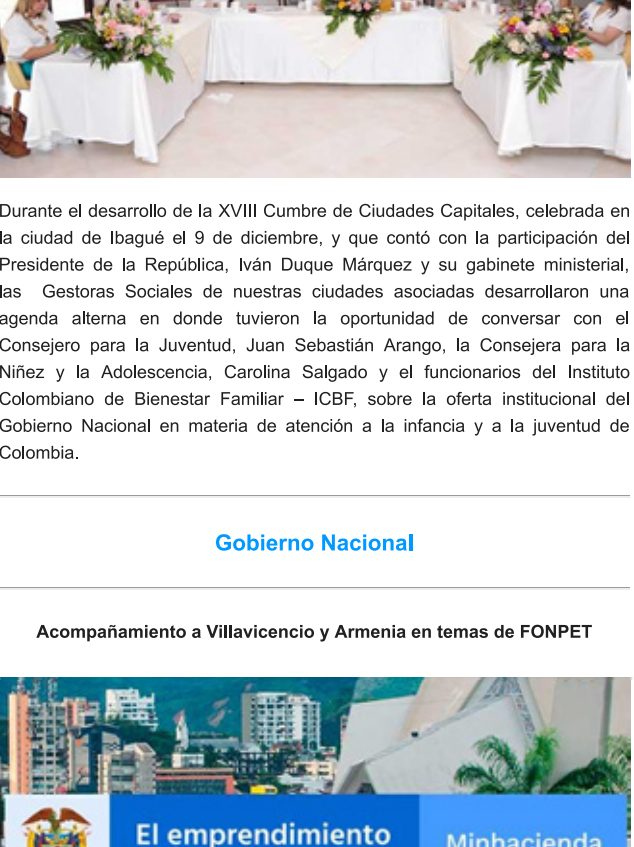 Durante el desarrollo de la XVIII Cumbre de Ciudades Capitales, celebrada en
la ciudad de Ibagué el 9 de diciembre, y que contó con la participación del
Presidente de la República, Iván Duque Márquez y su gabinete ministerial,
las Gestoras Sociales de nuestras ciudades asociadas desarrollaron una
agenda alterna en donde tuvieron la oportunidad de conversar con el
Consejero para la Juventud, Juan Sebastián Arango, la Consejera para la
Niñez y la Adolescencia, Carolina Salgado y el funcionarios del Instituto
Colombiano de Bienestar Familiar – ICBF, sobre la oferta institucional del
Gobierno Nacional en materia de atención a la infancia y a la juventud de
Colombia.
Gobierno Nacional
Acompañamiento a Villavicencio y Armenia en temas de FONPET
El emprendimiento
Minhacienda